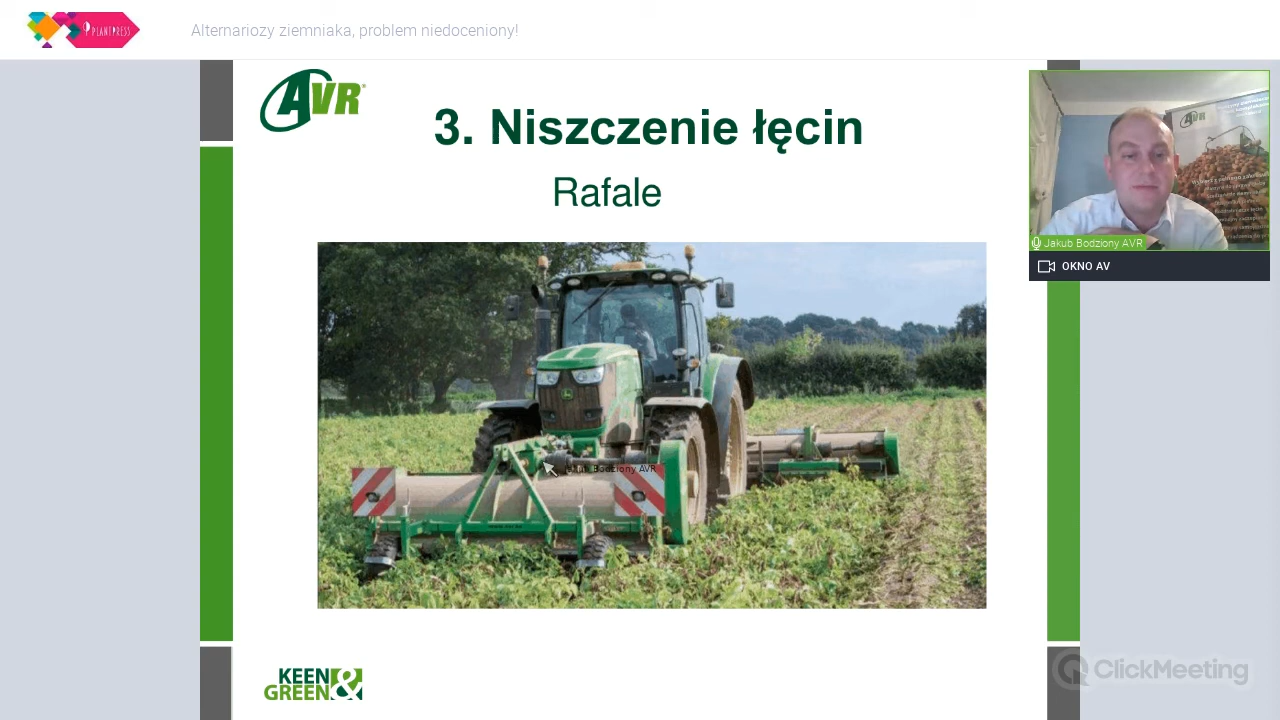 PLANTPRESS
Alternariozy ziemniaka, problem niedoceniony!
AVR
3. Niszczenie łęcin
Rafale
Jakub Bodziony AVR
AVR
Jakub Bodziony AVR
OKNO AV
KEEN
GREEN&
ClickMeeting